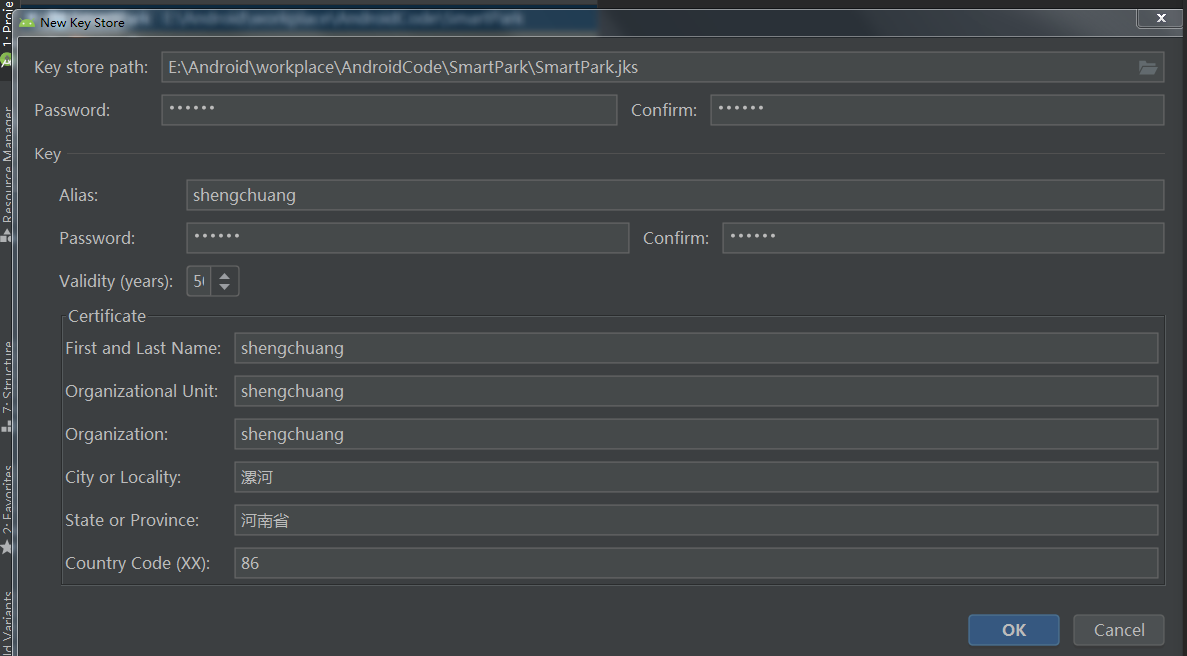 1: Proje
New Key Store
Key store path: E:\Android\workplace\AndroidCode\SmartPark\SmartPark.jks
Password: •••••• Confirm: ••••••
Key
Resource Manager
Alias: shengchuang
Password: •••••• Confirm: ••••••
Validity (years): 50
Certificate
First and Last Name: shengchuang
7: Structure
Organizational Unit: shengchuang
Organization: shengchuang
City or Locality: 漯河
2: Favorites
State or Province: 河南省
Country Code (XX): 86
ld Variants
OK Cancel